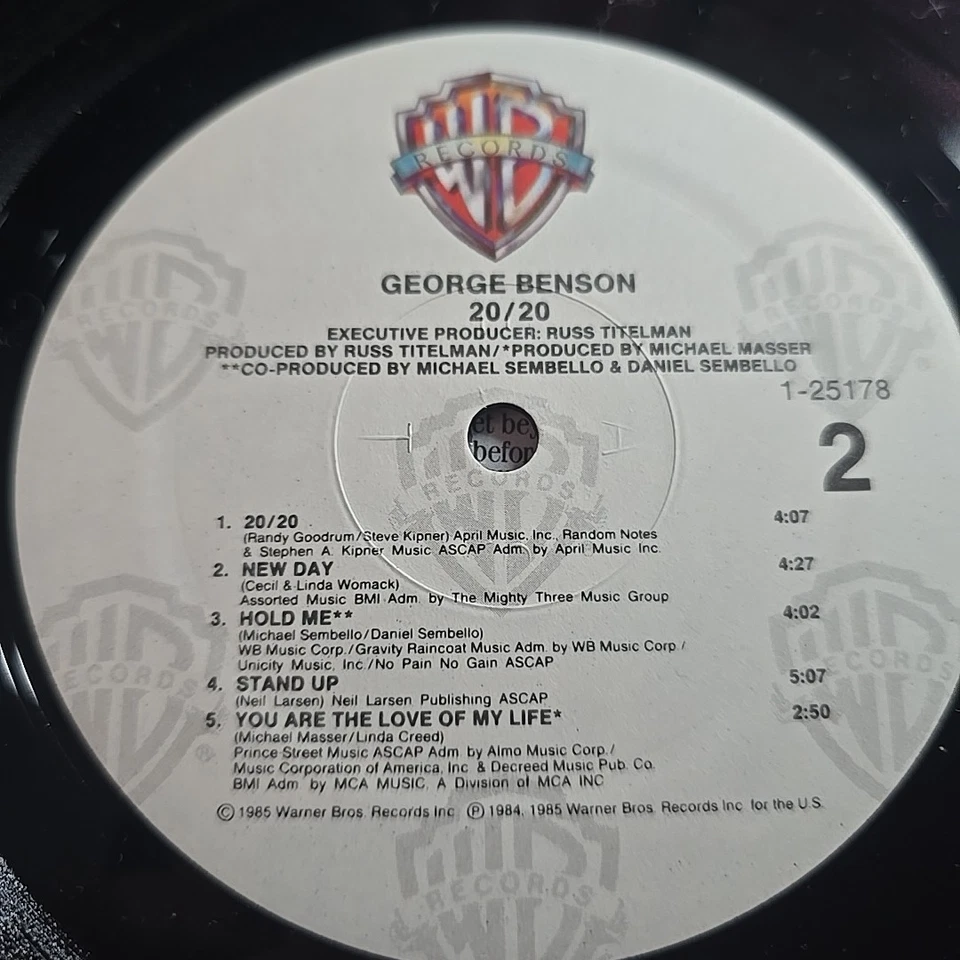 WB
RECORDS
GEORGE BENSON
20/20
EXECUTIVE PRODUCER: RUSS TITELMAN
PRODUCED BY RUSS TITELMAN/*PRODUCED BY MICHAEL MASSER
**CO-PRODUCED BY MICHAEL SEMBELLO & DANIEL SEMBELLO
1-25178
2
et be
befor
1. 20/20 4:07
(Randy Goodrum/Steve Kipner) April Music, Inc., Random Notes
& Stephen A. Kipner Music ASCAP Adm. by April Music Inc.
2. NEW DAY 4:27
(Cecil & Linda Womack)
Assorted Music BMI Adm. by The Mighty Three Music Group
3. HOLD ME** 4:02
(Michael Sembello/Daniel Sembello)
WB Music Corp./Gravity Raincoat Music Adm. by WB Music Corp./
Unicity Music, Inc./No Pain No Gain ASCAP
4. STAND UP 5:07
(Neil Larsen) Neil Larsen Publishing ASCAP
5. YOU ARE THE LOVE OF MY LIFE* 2:50
(Michael Masser/Linda Creed)
Prince Street Music ASCAP Adm. by Almo Music Corp./
Music Corporation of America, Inc. & Decreed Music Pub. Co.
BMI Adm. by MCA MUSIC, A Division of MCA INC
©1985 Warner Bros. Records Inc. ℗1984, 1985 Warner Bros. Records Inc. for the U.S.